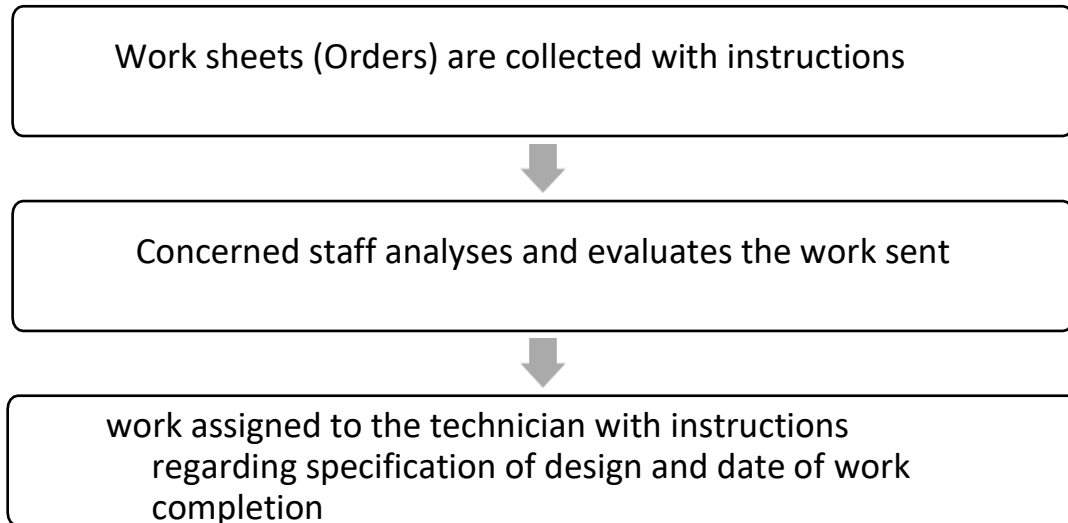 Work sheets (Orders) are collected with instructions
Concerned staff analyses and evaluates the work sent
work assigned to the technician with instructions
regarding specification of design and date of work
completion